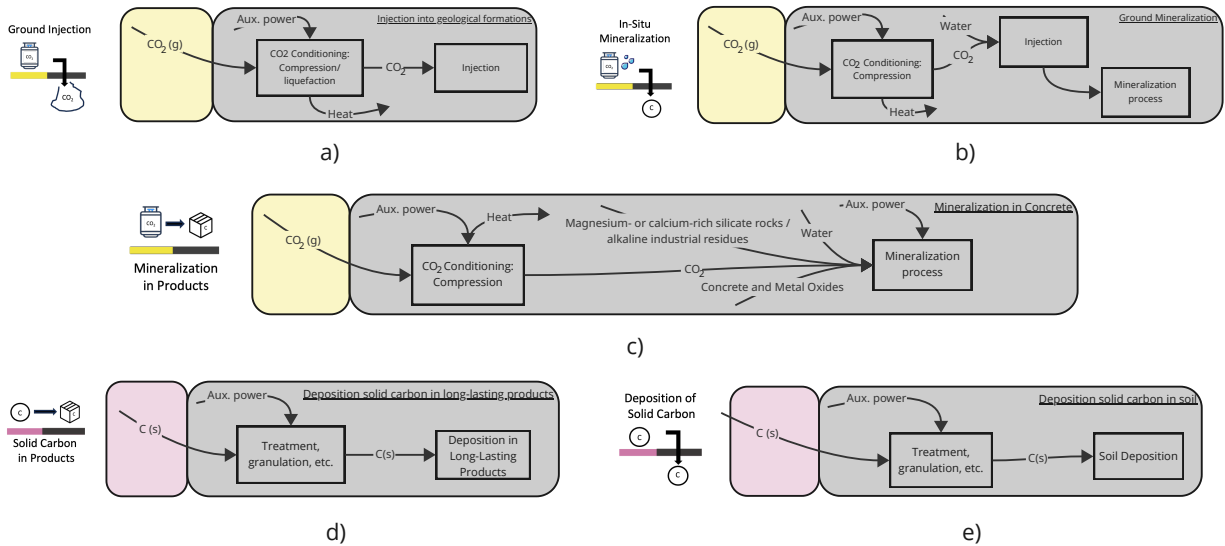 Ground Injection
CO₂
CO₂
CO₂ (g)
Aux. power
Injection into geological formations
CO2 Conditioning:
Compression/
liquefaction
CO₂
Injection
Heat
a)
In-Situ
Mineralization
CO₂
C
CO₂ (g)
Aux. power
Ground Mineralization
CO₂ Conditioning:
Compression
Water
CO₂
Injection
Heat
Mineralization
process
b)
CO₂
C
Mineralization
in Products
CO₂ (g)
Aux. power
Heat
Mineralization in Concrete
Magnesium- or calcium-rich silicate rocks /
alkaline industrial residues
Aux. power
Water
CO₂ Conditioning:
Compression
CO₂
Concrete and Metal Oxides
Mineralization
process
c)
C
C
Solid Carbon
in Products
C (s)
Aux. power
Deposition solid carbon in long-lasting products
Treatment,
granulation, etc.
C(s)
Deposition in
Long-Lasting
Products
d)
Deposition of
Solid Carbon
C
C
C (s)
Aux. power
Deposition solid carbon in soil
Treatment,
granulation, etc.
C(s)
Soil Deposition
e)